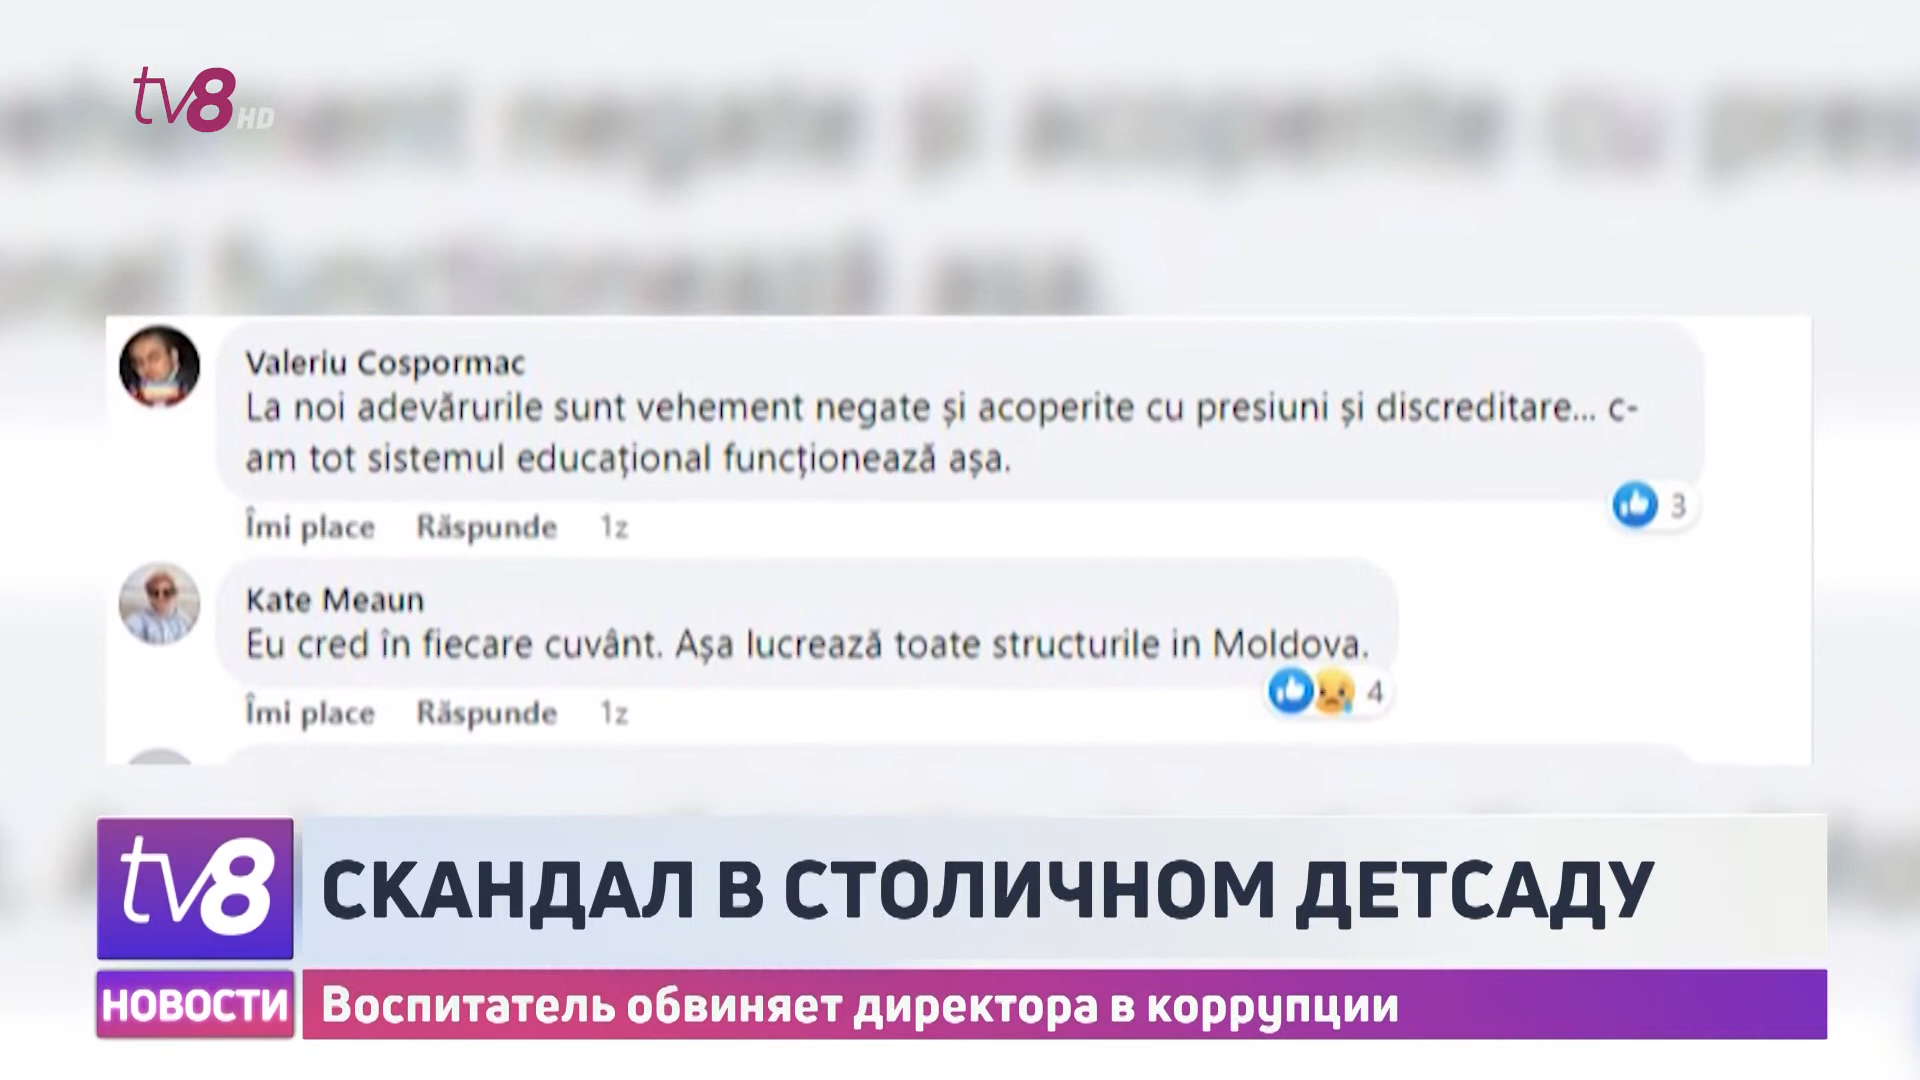 tv8 HD
Valeriu Cospormac
La noi adevărurile sunt vehement negate și acoperite cu presiuni și discreditare... c-
am tot sistemul educațional funcționează așa.
3
Îmi place Răspunde 1z
Kate Meaun
Eu cred în fiecare cuvânt. Așa lucrează toate structurile in Moldova.
4
Îmi place Răspunde 1z
tv8
СКАНДАЛ В СТОЛИЧНОМ ДЕТСАДУ
НОВОСТИ
Воспитатель обвиняет директора в коррупции